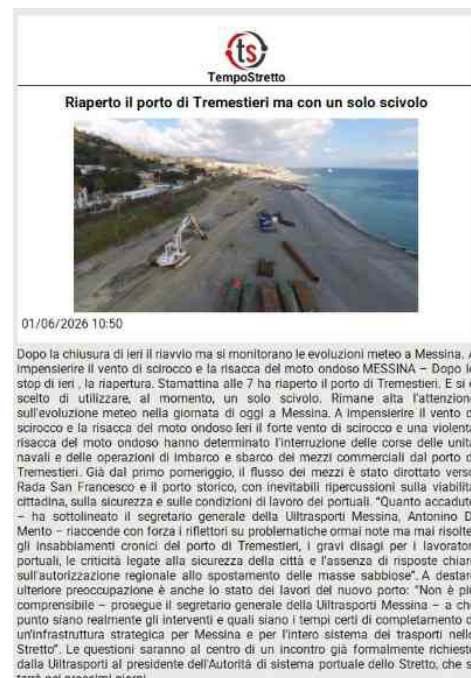 ts
TempoStretto
Riaperto il porto di Tremestieri ma con un solo scivolo
01/06/2026 10:50
Dopo la chiusura di ieri il riavvio ma si monitorano le evoluzioni meteo a Messina.
impensierire il vento di scirocco e la risacca del moto ondoso MESSINA – Dopo
stop di ieri , la riapertura. Stamattina alle 7 ha riaperto il porto di Tremestieri. E si
scelto di utilizzare, al momento, un solo scivolo. Rimane alta l'attenzione
sull'evoluzione meteo nella giornata di oggi a Messina. A impensierire il vento
scirocco e la risacca del moto ondoso Ieri il forte vento di scirocco e una violenta
risacca del moto ondoso hanno determinato l'interruzione delle corse delle unità
navali e delle operazioni di imbarco e sbarco dei mezzi commerciali dal porto
Tremestieri. Già dal primo pomeriggio, il flusso dei mezzi è stato dirottato verso
Rada San Francesco e il porto storico, con inevitabili ripercussioni sulla viabilità
cittadina, sulla sicurezza e sulle condizioni di lavoro dei portuali. "Quanto accaduto
– ha sottolineato il segretario generale della Uiltrasporti Messina, Antonino
Mento – riaccende con forza i riflettori su problematiche ormai note ma mai risolte:
gli insabbiamenti cronici del porto di Tremestieri, i gravi disagi per i lavoratori
portuali, le criticità legate alla sicurezza della città e l'assenza di risposte chiare
sull'autorizzazione regionale allo spostamento delle masse sabbiose". A destare
ulteriore preoccupazione è anche lo stato dei lavori del nuovo porto: "Non è più
comprensibile – prosegue il segretario generale della Uiltrasporti Messina – a che
punto siano realmente gli interventi e quali siano i tempi certi di completamento
un'infrastruttura strategica per Messina e per l'intero sistema dei trasporti nello
Stretto". Le questioni saranno al centro di un incontro già formalmente richiesto
dalla Uiltrasporti al presidente dell'Autorità di sistema portuale dello Stretto, che
terrà nei prossimi giorni.